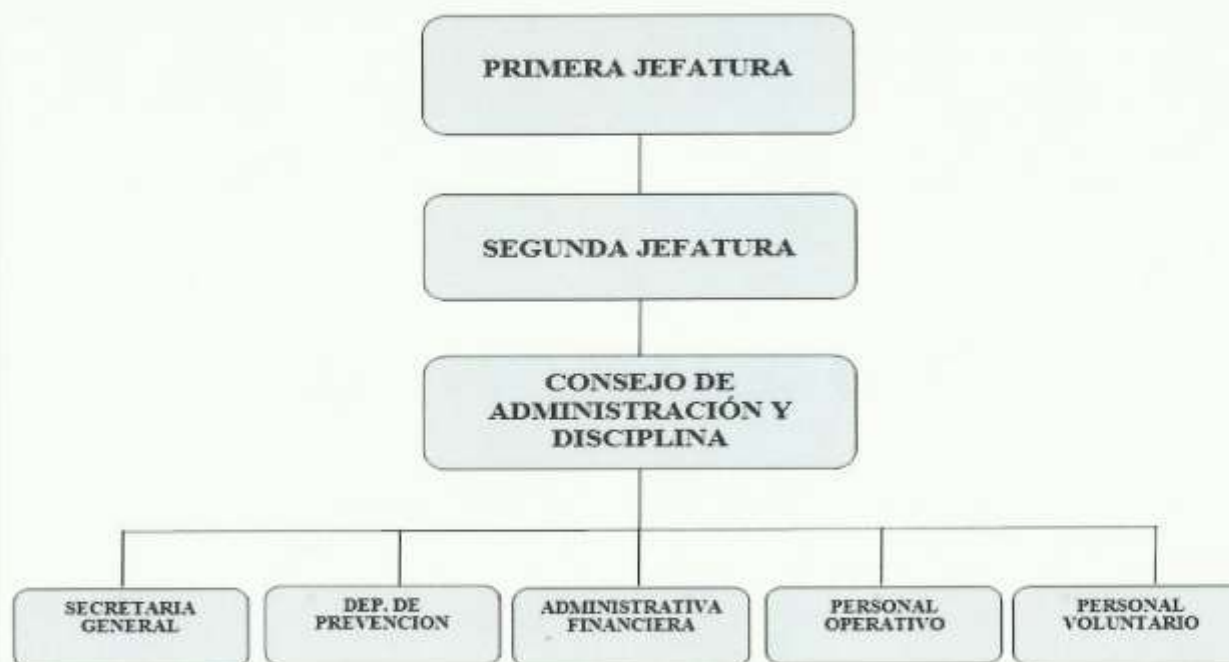 PRIMERA JEFATURA
SEGUNDA JEFATURA
CONSEJO DE
ADMINISTRACIÓN Y
DISCIPLINA
SECRETARIA
GENERAL
DEP. DE
PREVENCION
ADMINISTRATIVA
FINANCIERA
PERSONAL
OPERATIVO
PERSONAL
VOLUNTARIO